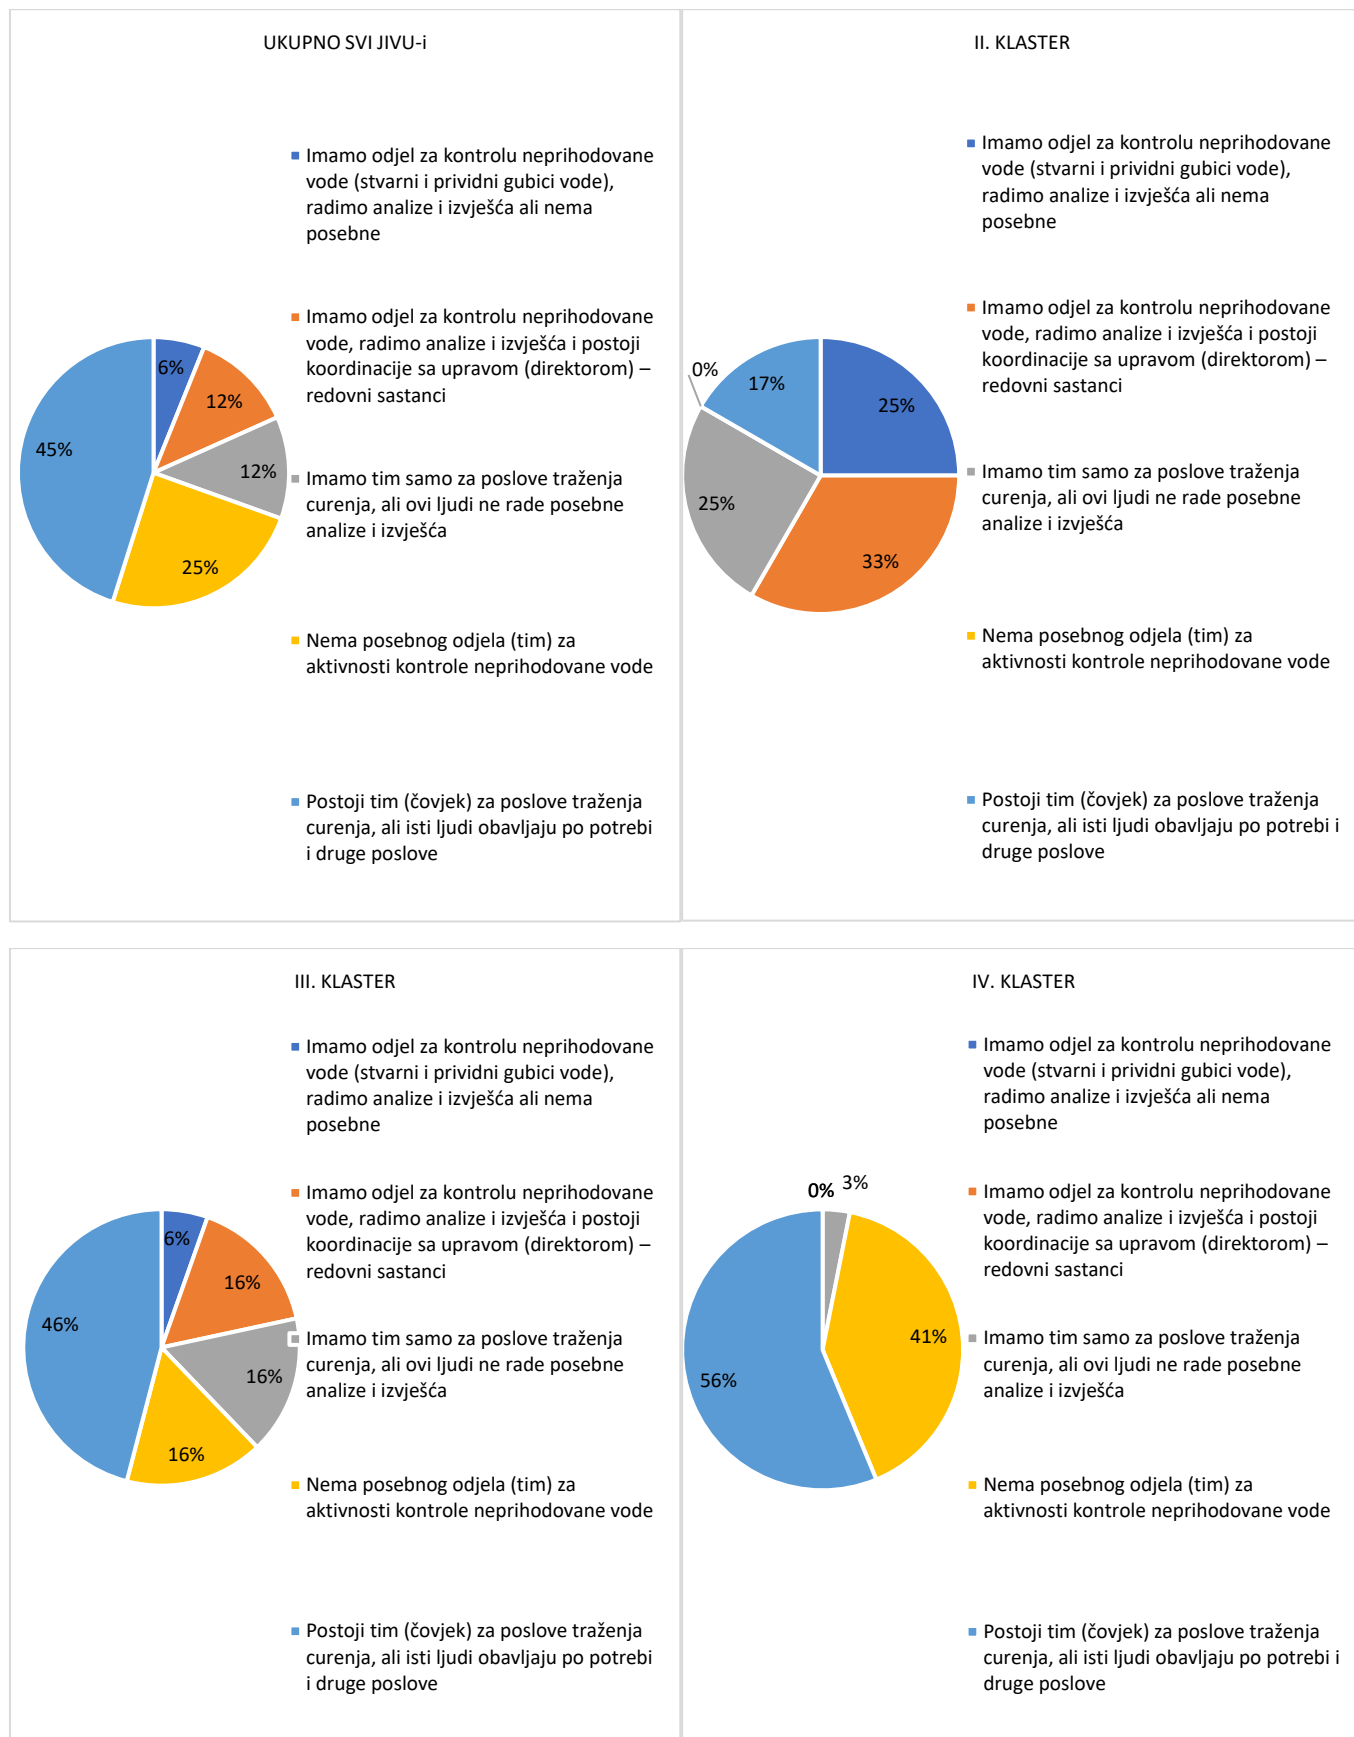 UKUPNO SVI JIVU-i
Imamo odjel za kontrolu neprihodovane
vode (stvarni i prividni gubici vode),
radimo analize i izvješća ali nema
posebne
Imamo odjel za kontrolu neprihodovane
vode, radimo analize i izvješća i postoji
koordinacije sa upravom (direktorom) –
redovni sastanci
Imamo tim samo za poslove traženja
curenja, ali ovi ljudi ne rade posebne
analize i izvješća
Nema posebnog odjela (tim) za
aktivnosti kontrole neprihodovane vode
Postoji tim (čovjek) za poslove traženja
curenja, ali isti ljudi obavljaju po potrebi
i druge poslove
6%
12%
12%
25%
45%
II. KLASTER
Imamo odjel za kontrolu neprihodovane
vode (stvarni i prividni gubici vode),
radimo analize i izvješća ali nema
posebne
Imamo odjel za kontrolu neprihodovane
vode, radimo analize i izvješća i postoji
koordinacije sa upravom (direktorom) –
redovni sastanci
Imamo tim samo za poslove traženja
curenja, ali ovi ljudi ne rade posebne
analize i izvješća
Nema posebnog odjela (tim) za
aktivnosti kontrole neprihodovane vode
Postoji tim (čovjek) za poslove traženja
curenja, ali isti ljudi obavljaju po potrebi i
druge poslove
25%
33%
25%
0%
17%
III. KLASTER
Imamo odjel za kontrolu neprihodovane
vode (stvarni i prividni gubici vode),
radimo analize i izvješća ali nema
posebne
Imamo odjel za kontrolu neprihodovane
vode, radimo analize i izvješća i postoji
koordinacije sa upravom (direktorom) –
redovni sastanci
Imamo tim samo za poslove traženja
curenja, ali ovi ljudi ne rade posebne
analize i izvješća
Nema posebnog odjela (tim) za
aktivnosti kontrole neprihodovane vode
Postoji tim (čovjek) za poslove traženja
curenja, ali isti ljudi obavljaju po potrebi
i druge poslove
6%
16%
16%
16%
46%
IV. KLASTER
Imamo odjel za kontrolu neprihodovane
vode (stvarni i prividni gubici vode),
radimo analize i izvješća ali nema
posebne
Imamo odjel za kontrolu neprihodovane
vode, radimo analize i izvješća i postoji
koordinacije sa upravom (direktorom) –
redovni sastanci
Imamo tim samo za poslove traženja
curenja, ali ovi ljudi ne rade posebne
analize i izvješća
Nema posebnog odjela (tim) za
aktivnosti kontrole neprihodovane vode
Postoji tim (čovjek) za poslove traženja
curenja, ali isti ljudi obavljaju po potrebi i
druge poslove
0%
3%
41%
56%